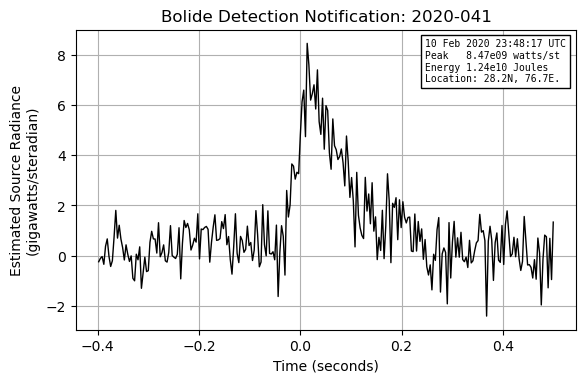 Bolide Detection Notification: 2020-041
10 Feb 2020 23:48:17 UTC
Peak   8.47e09 watts/st
Energy 1.24e10 Joules
Location: 28.2N, 76.7E.
Estimated Source Radiance
(gigawatts/steradian)
8
6
4
2
0
−2
−0.4
−0.2
0.0
0.2
0.4
Time (seconds)